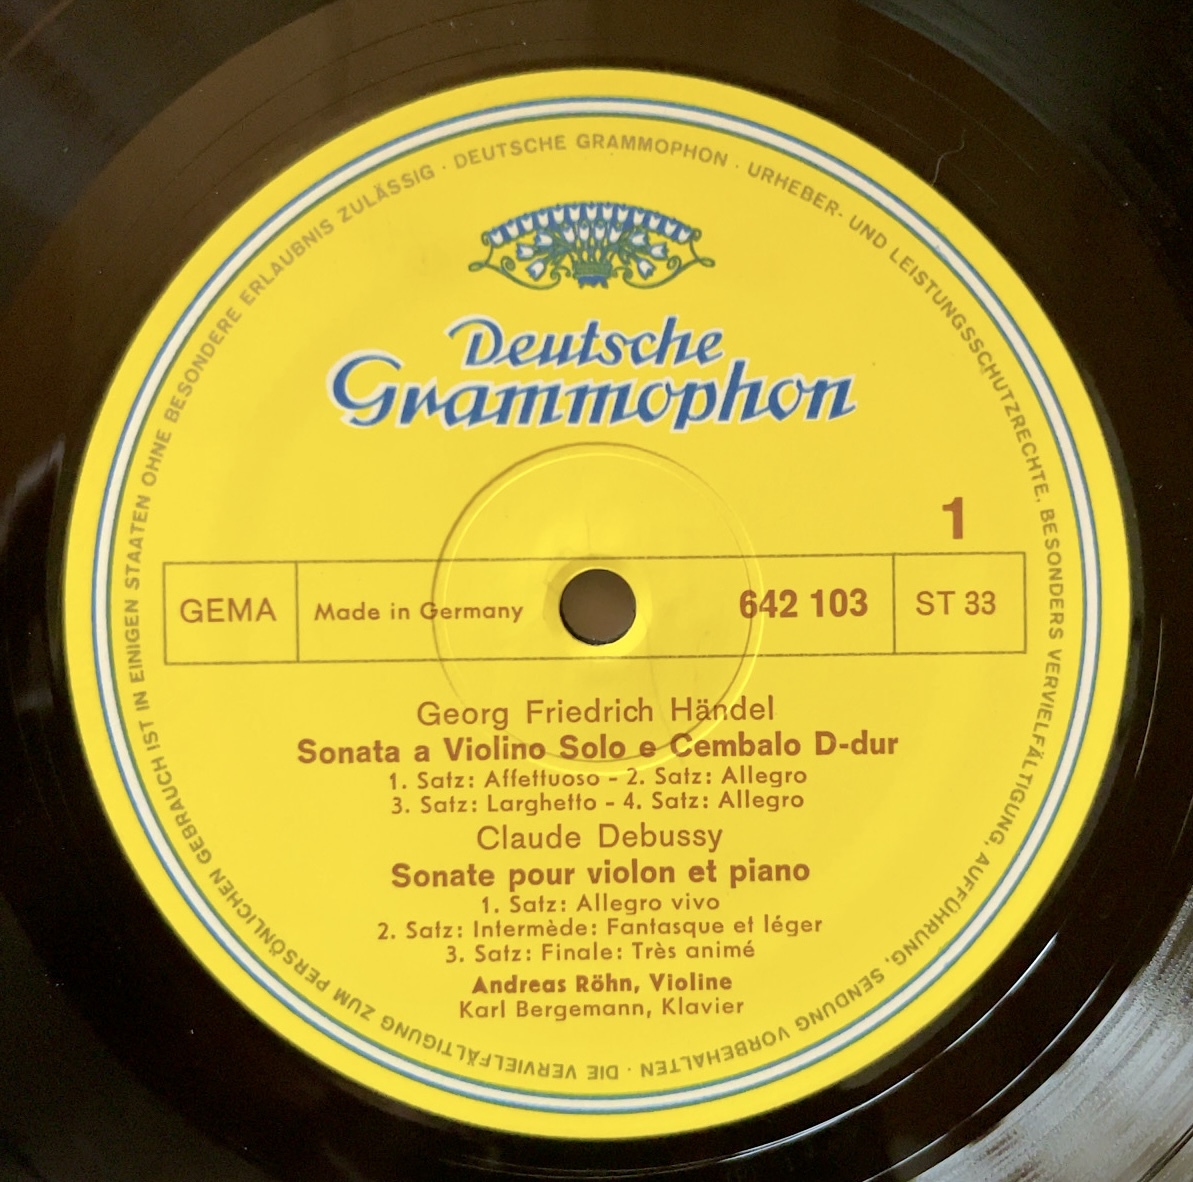 DEUTSCHE GRAMMOPHON · URHEBER- UND LEISTUNGSSCHUTZRECHTE, BESONDERS VERVIELFÄLTIGUNG, AUFFÜHRUNG, SENDUNG VORBEHALTEN · DIE VERVIELFÄLTIGUNG ZUM PERSÖNLICHEN GEBRAUCH IST IN EINIGEN STAATEN OHNE BESONDERE ERLAUBNIS ZULÄSSIG ·
Deutsche
Grammophon
1
GEMA Made in Germany 642 103 ST 33
Georg Friedrich Händel
Sonata a Violino Solo e Cembalo D-dur
1. Satz: Affettuoso - 2. Satz: Allegro
3. Satz: Larghetto - 4. Satz: Allegro
Claude Debussy
Sonate pour violon et piano
1. Satz: Allegro vivo
2. Satz: Intermède: Fantasque et léger
3. Satz: Finale: Très animé
Andreas Röhn, Violine
Karl Bergemann, Klavier